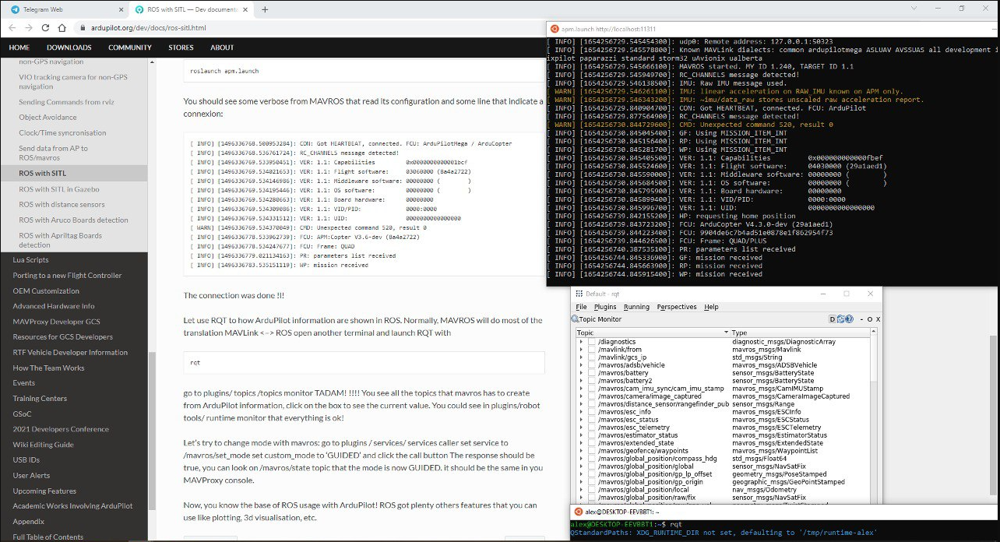 Telegram Web
ROS with SITL — Dev documenta
ardupilot.org/dev/docs/ros-sitl.html
HOME DOWNLOADS COMMUNITY STORES ABOUT
non-GPS navigation
VIO tracking camera for non-GPS
navigation
Sending Commands from rviz
Object Avoidance
Clock/Time syncronisation
Send data from AP to
ROS/mavros
ROS with SITL
ROS with SITL in Gazebo
ROS with distance sensors
ROS with Aruco Boards detection
ROS with Apriltag Boards
detection
Lua Scripts
Porting to a new Flight Controller
OEM Customization
Advanced Hardware Info
MAVProxy Developer GCS
Resources for GCS Developers
RTF Vehicle Developer Information
How The Team Works
Events
Training Centers
GSoC
2021 Developers Conference
Wiki Editing Guide
USB IDs
User Alerts
Upcoming Features
Academic Works Involving ArduPilot
Appendix
Full Table of Contents
roslaunch apm.launch
You should see some verbose from MAVROS that read its configuration and some line that indicate a
connexion:
[ INFO] [1496336768.500953284]: CON: Got HEARTBEAT, connected. FCU: ArduPilotMega / ArduCopter
[ INFO] [1496336768.536761724]: RC_CHANNELS message detected!
[ INFO] [1496336769.533950451]: VER: 1.1: Capabilities 0x0000000000001bcf
[ INFO] [1496336769.534021653]: VER: 1.1: Flight software: 03060000 (8a4a2722)
[ INFO] [1496336769.534146986]: VER: 1.1: Middleware software: 00000000 ( )
[ INFO] [1496336769.534195446]: VER: 1.1: OS software: 00000000 ( )
[ INFO] [1496336769.534280663]: VER: 1.1: Board hardware: 00000000
[ INFO] [1496336769.534309086]: VER: 1.1: VID/PID: 0000:0000
[ INFO] [1496336769.534331512]: VER: 1.1: UID: 0000000000000000
[ WARN] [1496336769.534370049]: CMD: Unexpected command 520, result 0
[ INFO] [1496336778.533962739]: FCU: APM:Copter V3.6-dev (8a4a2722)
[ INFO] [1496336778.534247677]: FCU: Frame: QUAD
[ INFO] [1496336779.021134163]: PR: parameters list received
[ INFO] [1496336783.535151119]: WP: mission received
The connection was done !!!
Let use RQT to how ArduPilot information are shown in ROS. Normally, MAVROS will do most of the
translation MAVLink <–> ROS open another terminal and launch RQT with
rqt
go to plugins/ topics /topics monitor TADAM! !!!! You see all the topics that mavros has to create
from ArduPilot information, click on the box to see the current value. You could see in plugins/robot
tools/ runtime monitor that everything is ok!
Let's try to change mode with mavros: go to plugins / services/ services caller set service to
/mavros/set_mode set custom_mode to 'GUIDED' and click the call button The response should be
true, you can look on /mavros/state topic that the mode is now GUIDED. it should be the same in you
MAVProxy console.
Now, you know the base of ROS usage with ArduPilot! ROS got plenty others features that you can
use like plotting, 3d visualisation, etc.
apm.launch http://localhost:11311
[ INFO] [1654256729.545454300]: udp0: Remote address: 127.0.0.1:50323
[ INFO] [1654256729.545578800]: Known MAVLink dialects: common ardupilotmega ASLUAV AVSSUAS all development i
ixpilot paparazzi standard storm32 uAvionix ualberta
[ INFO] [1654256729.545666100]: MAVROS started. MY ID 1.240, TARGET ID 1.1
[ INFO] [1654256729.545949700]: RC_CHANNELS message detected!
[ INFO] [1654256729.546138500]: IMU: Raw IMU message used.
[ WARN] [1654256729.546261100]: IMU: linear acceleration on RAW_IMU known on APM only.
[ WARN] [1654256729.546343200]: IMU: ~imu/data_raw stores unscaled raw acceleration report.
[ INFO] [1654256729.840904700]: CON: Got HEARTBEAT, connected. FCU: ArduPilot
[ INFO] [1654256729.877564900]: RC_CHANNELS message detected!
[ WARN] [1654256730.844729600]: CMD: Unexpected command 520, result 0
[ INFO] [1654256730.845045400]: GF: Using MISSION_ITEM_INT
[ INFO] [1654256730.845156400]: RP: Using MISSION_ITEM_INT
[ INFO] [1654256730.845281700]: WP: Using MISSION_ITEM_INT
[ INFO] [1654256730.845405500]: VER: 1.1: Capabilities 0x000000000000fbef
[ INFO] [1654256730.845524600]: VER: 1.1: Flight software: 04030000 (29a1aed1)
[ INFO] [1654256730.845590000]: VER: 1.1: Middleware software: 00000000 ( )
[ INFO] [1654256730.845684500]: VER: 1.1: OS software: 00000000 ( )
[ INFO] [1654256730.845795900]: VER: 1.1: Board hardware: 00000000
[ INFO] [1654256730.845899400]: VER: 1.1: VID/PID: 0000:0000
[ INFO] [1654256730.845996700]: VER: 1.1: UID: 0000000000000000
[ INFO] [1654256739.842155200]: HP: requesting home position
[ INFO] [1654256739.843723200]: FCU: ArduCopter V4.3.0-dev (29a1aed1)
[ INFO] [1654256739.844223400]: FCU: 9904de6c7b4ad51e0878e1f862954f73
[ INFO] [1654256739.844626500]: FCU: Frame: QUAD/PLUS
[ INFO] [1654256740.387535100]: PR: parameters list received
[ INFO] [1654256744.845336900]: GF: mission received
[ INFO] [1654256744.845663900]: RP: mission received
[ INFO] [1654256744.845915400]: WP: mission received
Default - rqt
File Plugins Running Perspectives Help
Topic Monitor D - O X
Topic Type
/diagnostics diagnostic_msgs/DiagnosticArray
/mavlink/from mavros_msgs/Mavlink
/mavlink/gcs_ip std_msgs/String
/mavros/adsb/vehicle mavros_msgs/ADSBVehicle
/mavros/battery sensor_msgs/BatteryState
/mavros/battery2 sensor_msgs/BatteryState
/mavros/cam_imu_sync/cam_imu_stamp mavros_msgs/CamIMUStamp
/mavros/camera/image_captured mavros_msgs/CameraImageCaptured
/mavros/distance_sensor/rangefinder_pub sensor_msgs/Range
/mavros/esc_info mavros_msgs/ESCInfo
/mavros/esc_status mavros_msgs/ESCStatus
/mavros/esc_telemetry mavros_msgs/ESCTelemetry
/mavros/estimator_status mavros_msgs/EstimatorStatus
/mavros/extended_state mavros_msgs/ExtendedState
/mavros/geofence/waypoints mavros_msgs/WaypointList
/mavros/global_position/compass_hdg std_msgs/Float64
/mavros/global_position/global sensor_msgs/NavSatFix
/mavros/global_position/gp_lp_offset geometry_msgs/PoseStamped
/mavros/global_position/gp_origin geographic_msgs/GeoPointStamped
/mavros/global_position/local nav_msgs/Odometry
/mavros/global_position/raw/fix sensor_msgs/NavSatFix
alex@DESKTOP-EEVBBT1: ~
alex@DESKTOP-EEVBBT1:~$ rqt
QStandardPaths: XDG_RUNTIME_DIR not set, defaulting to '/tmp/runtime-alex'